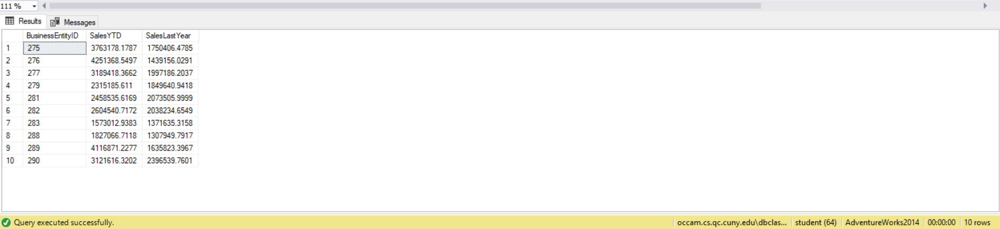 111 %
Results Messages
BusinessEntityID SalesYTD SalesLastYear
1 275 3763178.1787 1750406.4785
2 276 4251368.5497 1439156.0291
3 277 3189418.3662 1997186.2037
4 279 2315185.611 1849640.9418
5 281 2458535.6169 2073505.9999
6 282 2604540.7172 2038234.6549
7 283 1573012.9383 1371635.3158
8 288 1827066.7118 1307949.7917
9 289 4116871.2277 1635823.3967
10 290 3121616.3202 2396539.7601
Query executed successfully. occam.cs.qc.cuny.edu\dbclas... student (64) AdventureWorks2014 00:00:00 10 rows